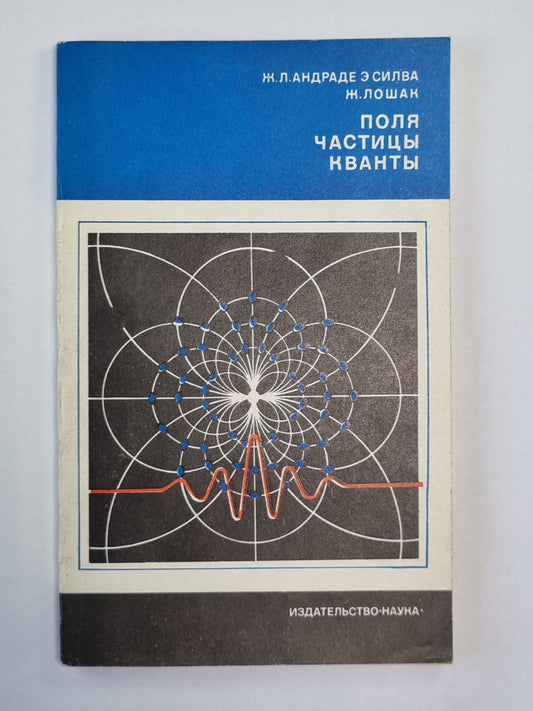 Ж.Л.АНДРАДЕ Э СИЛВА
Ж.ЛОШАК
ПОЛЯ
ЧАСТИЦЫ
КВАНТЫ
ИЗДАТЕЛЬСТВО·НАУКА·